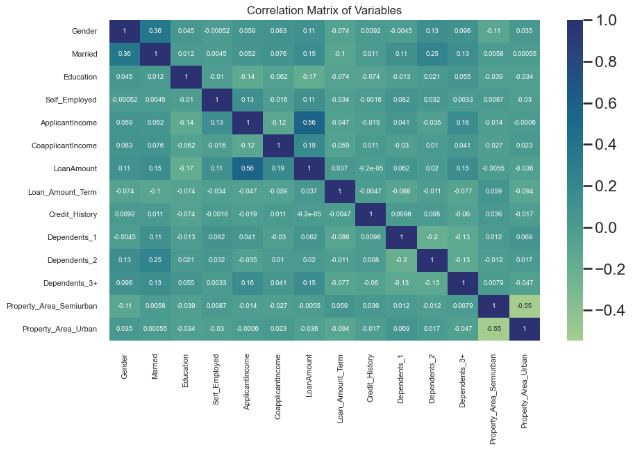 Correlation Matrix of Variables
Gender 1 0.36 0.045 -0.00052 0.059 0.083 0.11 -0.074 0.0092 -0.0045 0.13 0.096 -0.11 0.035
Married 0.36 1 0.012 0.0045 0.052 0.076 0.15 -0.1 0.011 0.11 0.25 0.13 0.0058 0.00055
Education 0.045 0.012 1 -0.01 -0.14 -0.062 -0.17 -0.074 -0.074 -0.013 0.021 0.055 -0.039 -0.034
Self_Employed -0.00052 0.0045 -0.01 1 0.13 -0.016 0.11 -0.034 -0.0016 0.082 0.032 0.0033 0.0087 -0.03
ApplicantIncome 0.059 0.052 -0.14 0.13 1 -0.12 0.56 -0.047 -0.019 0.041 -0.035 0.16 -0.014 -0.0006
CoapplicantIncome 0.083 0.076 -0.062 -0.016 -0.12 1 0.19 -0.059 0.011 -0.03 0.01 0.041 -0.027 0.023
LoanAmount 0.11 0.15 -0.17 0.11 0.56 0.19 1 0.037 -9.2e-05 0.062 0.02 0.15 -0.0055 -0.036
Loan_Amount_Term -0.074 -0.1 -0.074 -0.034 -0.047 -0.059 0.037 1 -0.0047 -0.088 -0.011 -0.077 0.059 -0.094
Credit_History 0.0092 0.011 -0.074 -0.0016 -0.019 0.011 -9.2e-05 -0.0047 1 0.0098 0.008 -0.06 0.036 -0.017
Dependents_1 -0.0045 0.11 -0.013 0.082 0.041 -0.03 0.062 -0.088 0.0098 1 -0.2 -0.13 0.012 0.069
Dependents_2 0.13 0.25 0.021 0.032 -0.035 0.01 0.02 -0.011 0.008 -0.2 1 -0.13 -0.012 0.017
Dependents_3+ 0.096 0.13 0.055 0.0033 0.16 0.041 0.15 -0.077 -0.06 -0.13 -0.13 1 0.0079 -0.047
Property_Area_Semiurban -0.11 0.0058 -0.039 0.0087 -0.014 -0.027 -0.0055 0.059 0.036 0.012 -0.012 0.0079 1 -0.55
Property_Area_Urban 0.035 0.00055 -0.034 -0.03 -0.0006 0.023 -0.036 -0.094 -0.017 0.069 0.017 -0.047 -0.55 1
Gender
Married
Education
Self_Employed
ApplicantIncome
CoapplicantIncome
LoanAmount
Loan_Amount_Term
Credit_History
Dependents_1
Dependents_2
Dependents_3+
Property_Area_Semiurban
Property_Area_Urban
1.0
0.8
0.6
0.4
0.2
0.0
−0.2
−0.4